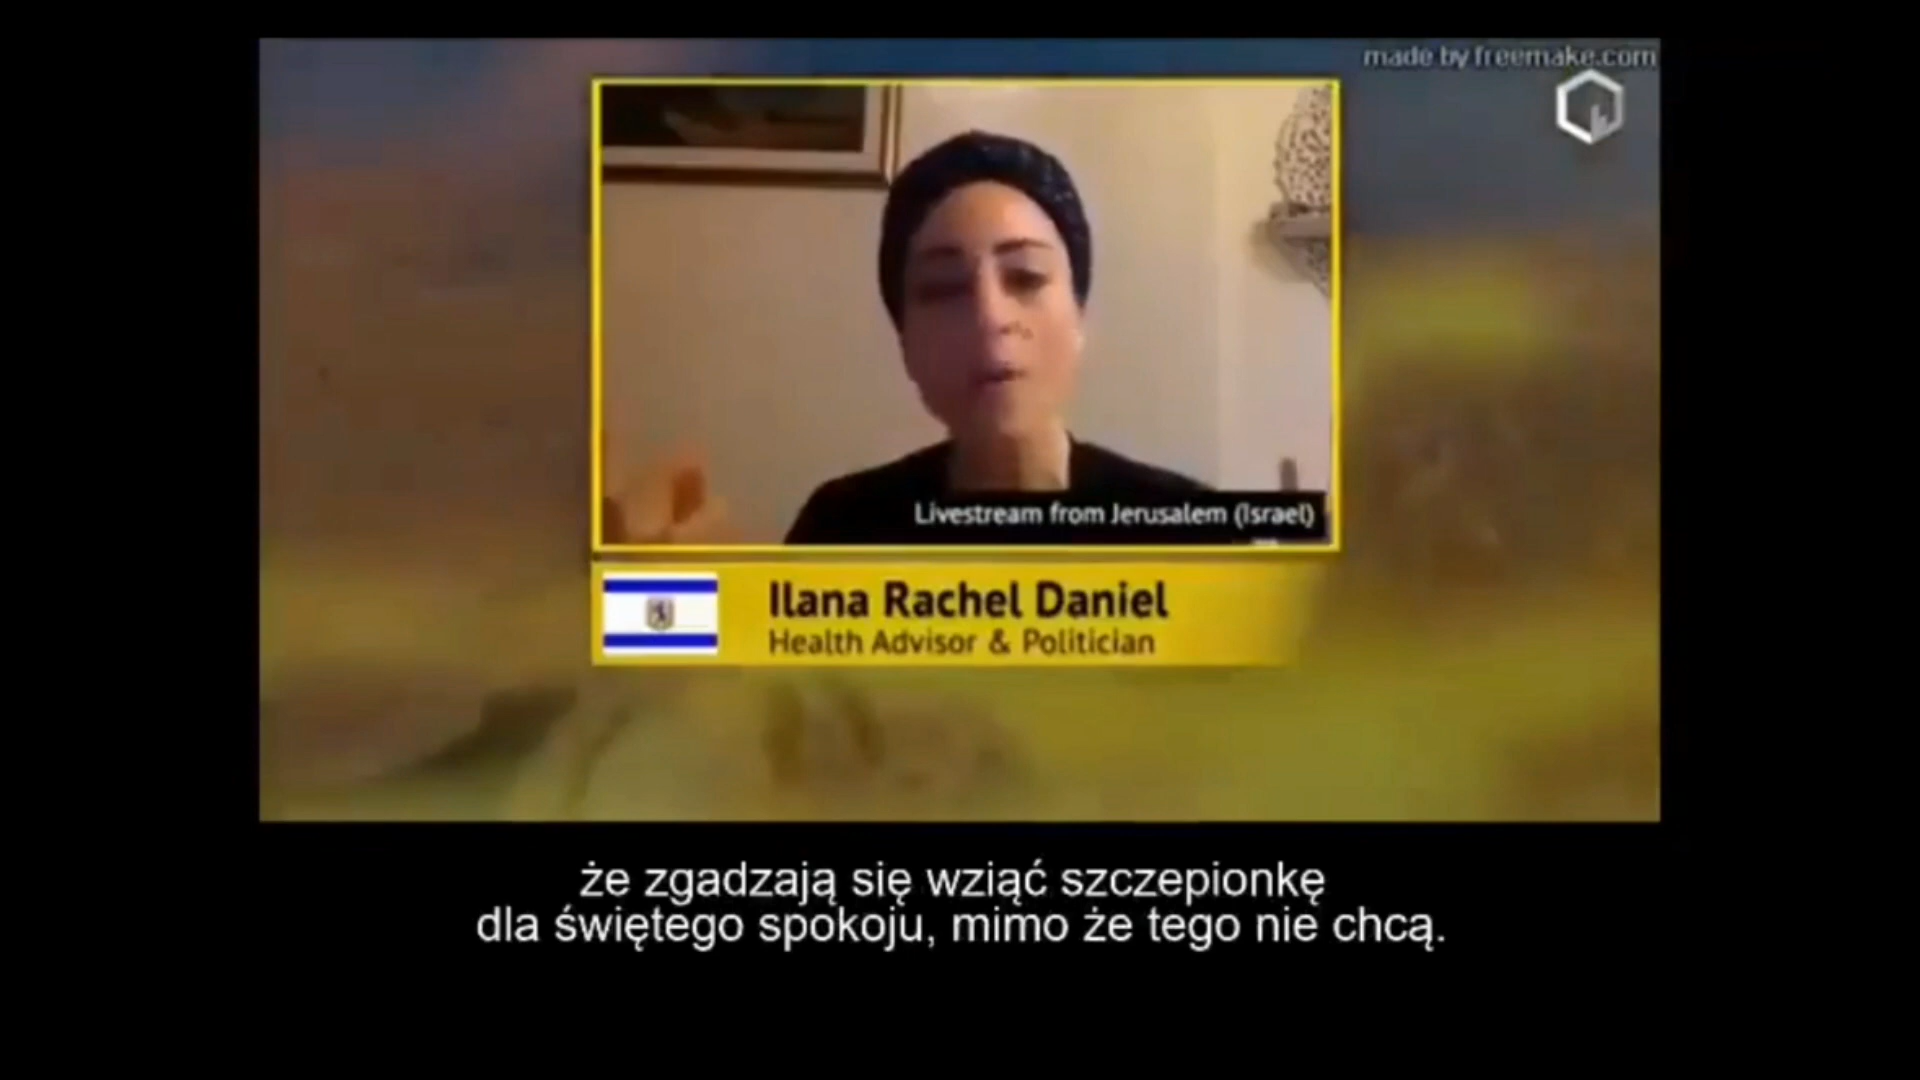 made by freemake.com
Livestream from Jerusalem (Israel)
Ilana Rachel Daniel
Health Advisor & Politician
że zgadzają się wziąć szczepionkę
dla świętego spokoju, mimo że tego nie chcą.